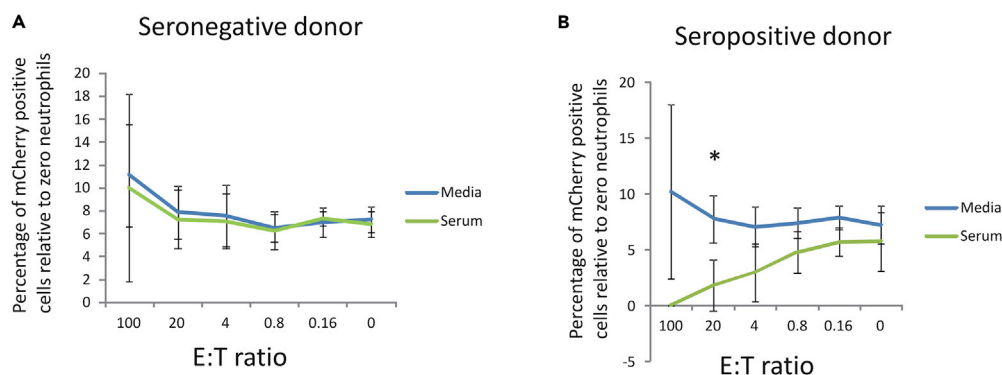 A
Seronegative donor
Percentage of mCherry positive
cells relative to zero neutrophils
20
18
16
14
12
10
8
6
4
2
0
100 20 4 0.8 0.16 0
E:T ratio
Media
Serum
B
Seropositive donor
Percentage of mCherry positive
cells relative to zero neutrophils
20
15
10
5
0
-5
*
100 20 4 0.8 0.16 0
E:T ratio
Media
Serum